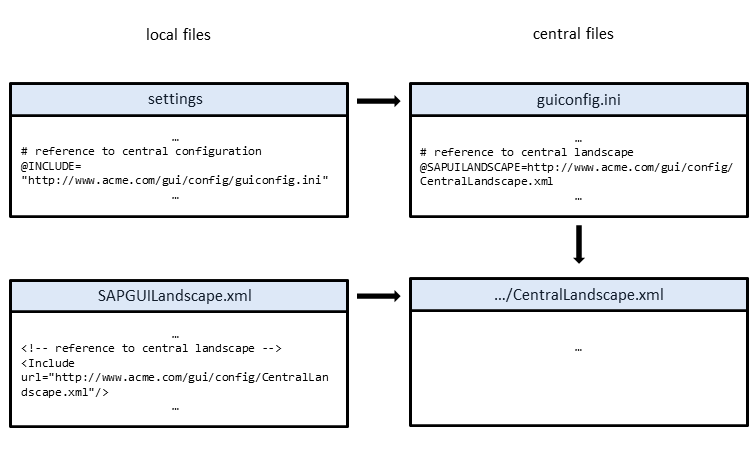 local files
central files
settings
…
# reference to central configuration
@INCLUDE=
"http://www.acme.com/gui/config/guiconfig.ini"
…
guiconfig.ini
…
# reference to central landscape
@SAPUILANDSCAPE=http://www.acme.com/gui/config/
CentralLandscape.xml
…
SAPGUILandscape.xml
…
<!-- reference to central landscape -->
<Include
url="http://www.acme.com/gui/config/CentralLan
dscape.xml"/>
…
…/CentralLandscape.xml
…